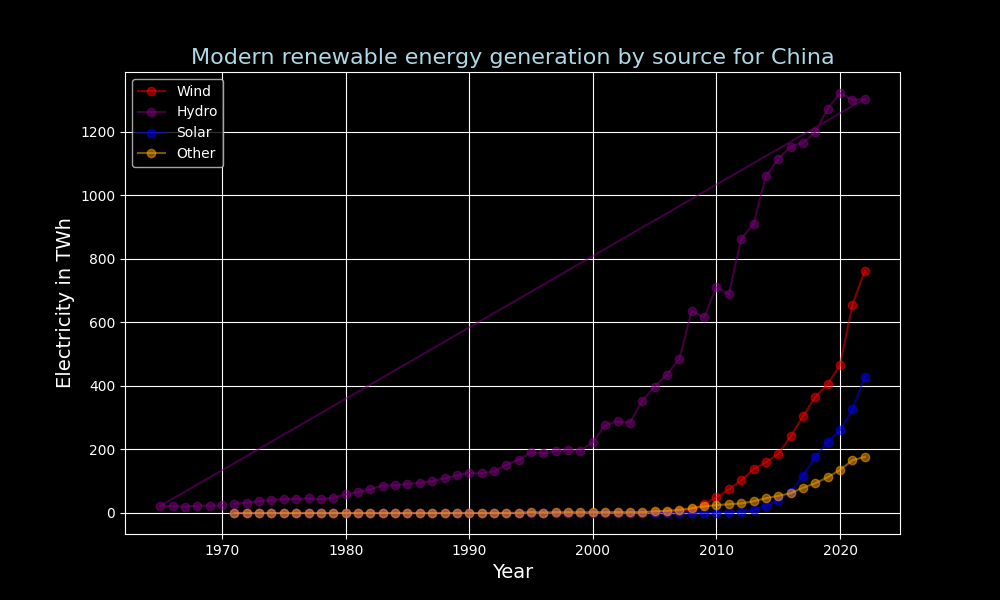 Modern renewable energy generation by source for China
Wind
Hydro
Solar
Other
Electricity in TWh
1200
1000
800
600
400
200
0
1970 1980 1990 2000 2010 2020
Year